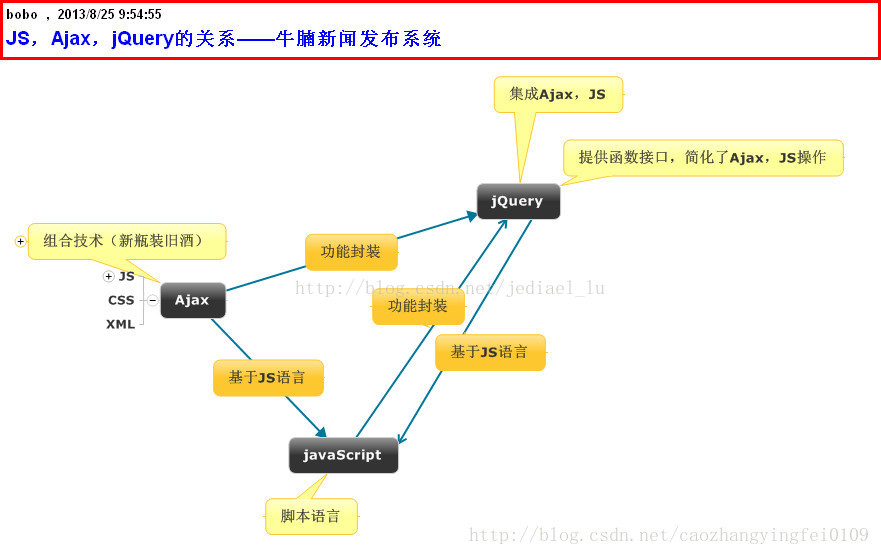 bobo , 2013/8/25 9:54:55
JS，Ajax，jQuery的关系——牛腩新闻发布系统
集成Ajax，JS
提供函数接口，简化了Ajax，JS操作
jQuery
组合技术（新瓶装旧酒）
功能封装
JS
CSS
Ajax
XML
http://blog.csdn.net/jediael_lu
功能封装
基于JS语言
基于JS语言
javaScript
脚本语言
http://blog.csdn.net/caozhangyingfei0109